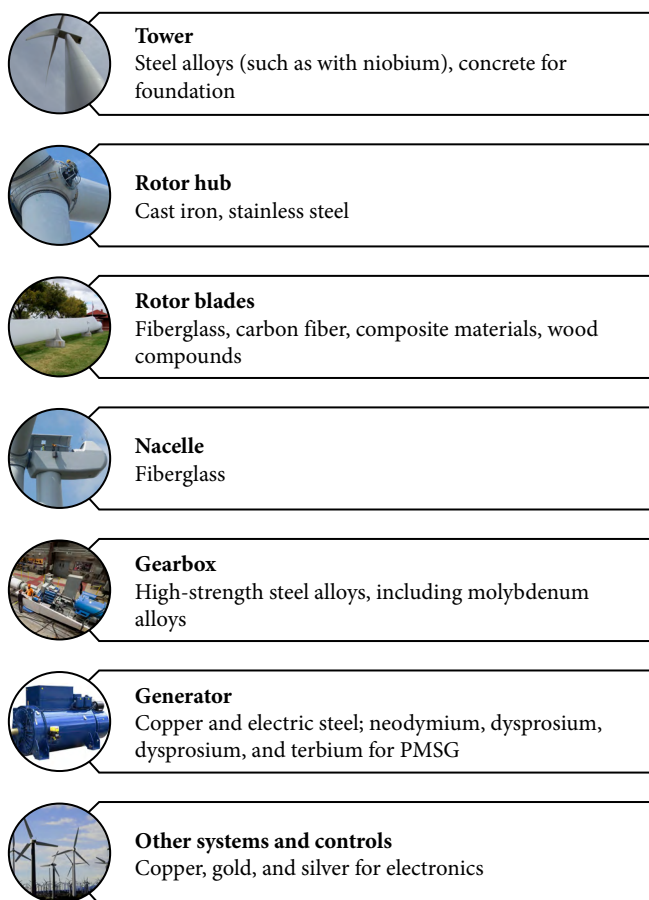 Tower
Steel alloys (such as with niobium), concrete for
foundation
Rotor hub
Cast iron, stainless steel
Rotor blades
Fiberglass, carbon fiber, composite materials, wood
compounds
Nacelle
Fiberglass
Gearbox
High-strength steel alloys, including molybdenum
alloys
Generator
Copper and electric steel; neodymium, dysprosium,
dysprosium, and terbium for PMSG
Other systems and controls
Copper, gold, and silver for electronics